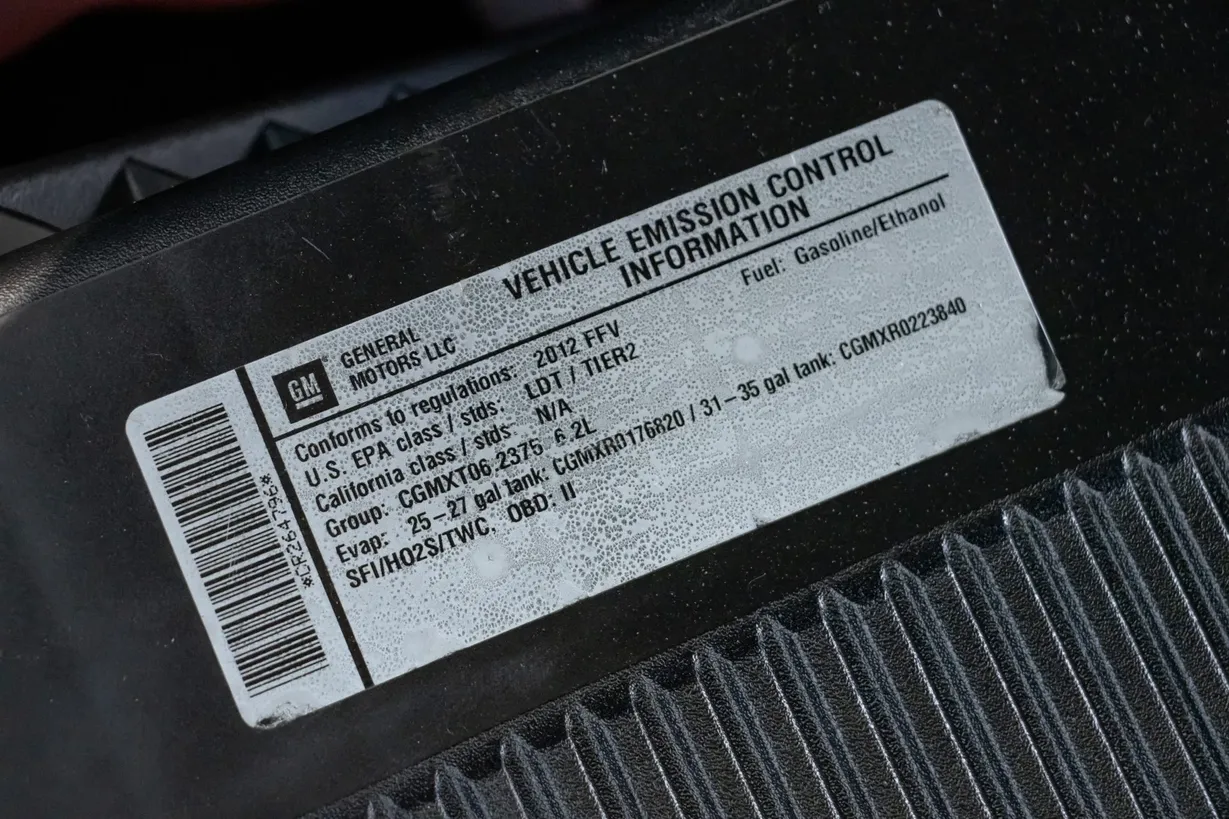 GM
GENERAL
MOTORS LLC
VEHICLE EMISSION CONTROL
INFORMATION
Conforms to regulations: 2012 FFV
Fuel: Gasoline/Ethanol
U.S. EPA class / stds: LDT / TIER2
California class / stds N/A
Group: CGMXT06.2375 6.2L
Evap: 25-27 gal tank: CGMXR0176820 / 31-35 gal tank: CGMXR0223840
SFI/HO2S/TWC, OBD: II
*CR264796*